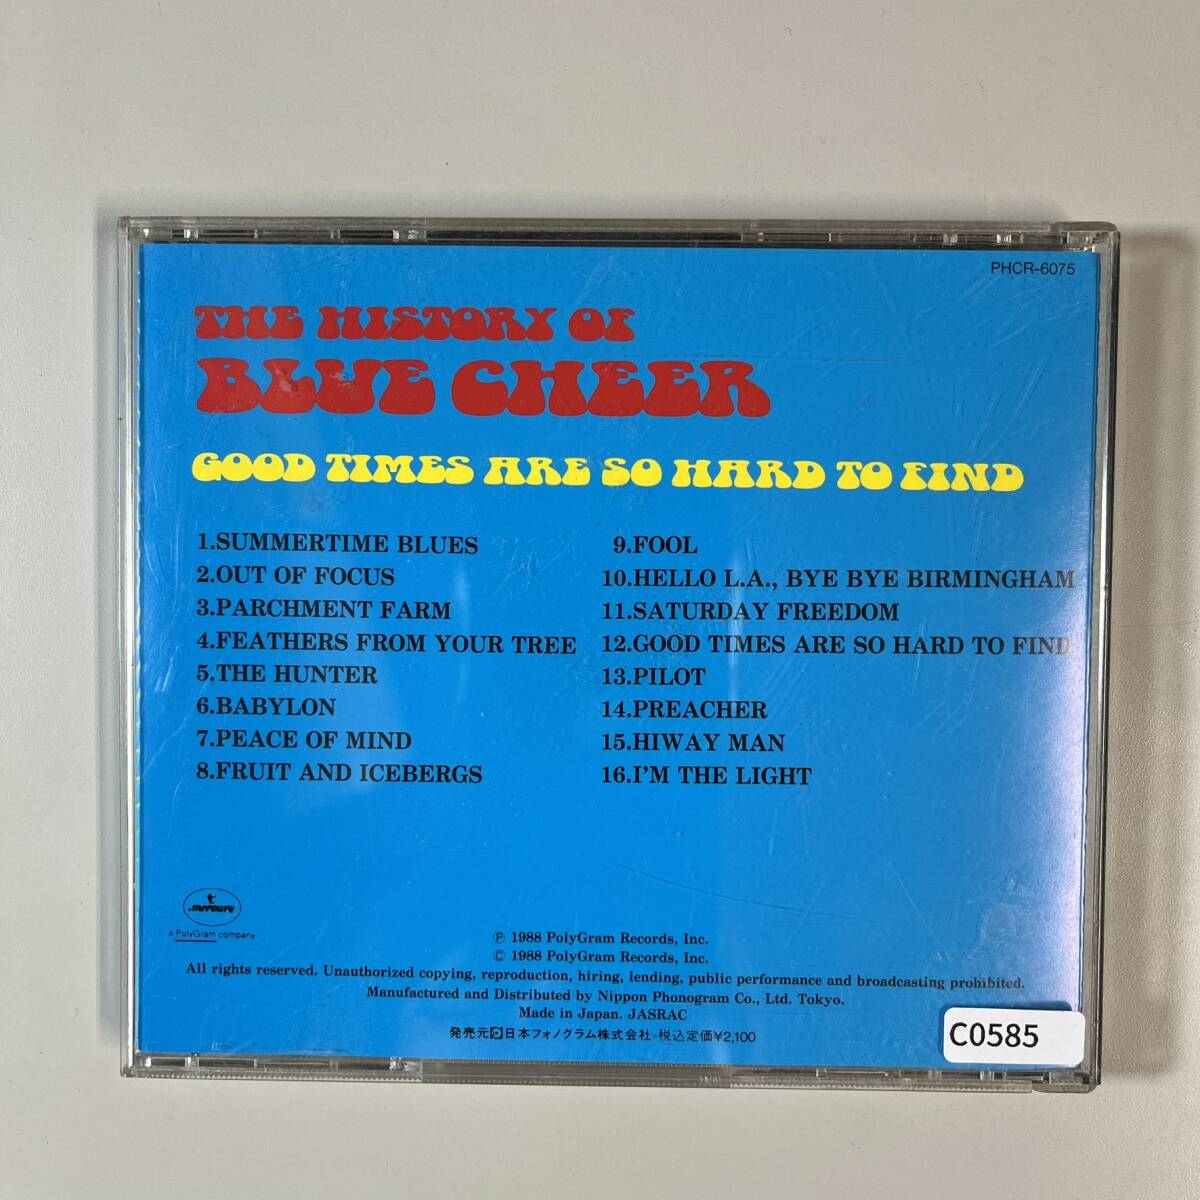 PHCR-6075
THE HISTORY OF
BLUE CHEER
GOOD TIMES ARE SO HARD TO FIND
1.SUMMERTIME BLUES
2.OUT OF FOCUS
3.PARCHMENT FARM
4.FEATHERS FROM YOUR TREE
5.THE HUNTER
6.BABYLON
7.PEACE OF MIND
8.FRUIT AND ICEBERGS
9.FOOL
10.HELLO L.A., BYE BYE BIRMINGHAM
11.SATURDAY FREEDOM
12.GOOD TIMES ARE SO HARD TO FIND
13.PILOT
14.PREACHER
15.HIWAY MAN
16.I'M THE LIGHT
mercury
a PolyGram company
℗ 1988 PolyGram Records, Inc.
© 1988 PolyGram Records, Inc.
All rights reserved. Unauthorized copying, reproduction, hiring, lending, public performance and broadcasting prohibited.
Manufactured and Distributed by Nippon Phonogram Co., Ltd. Tokyo.
Made in Japan. JASRAC
発売元 日本フォノグラム株式会社・税込定価¥2,100
C0585